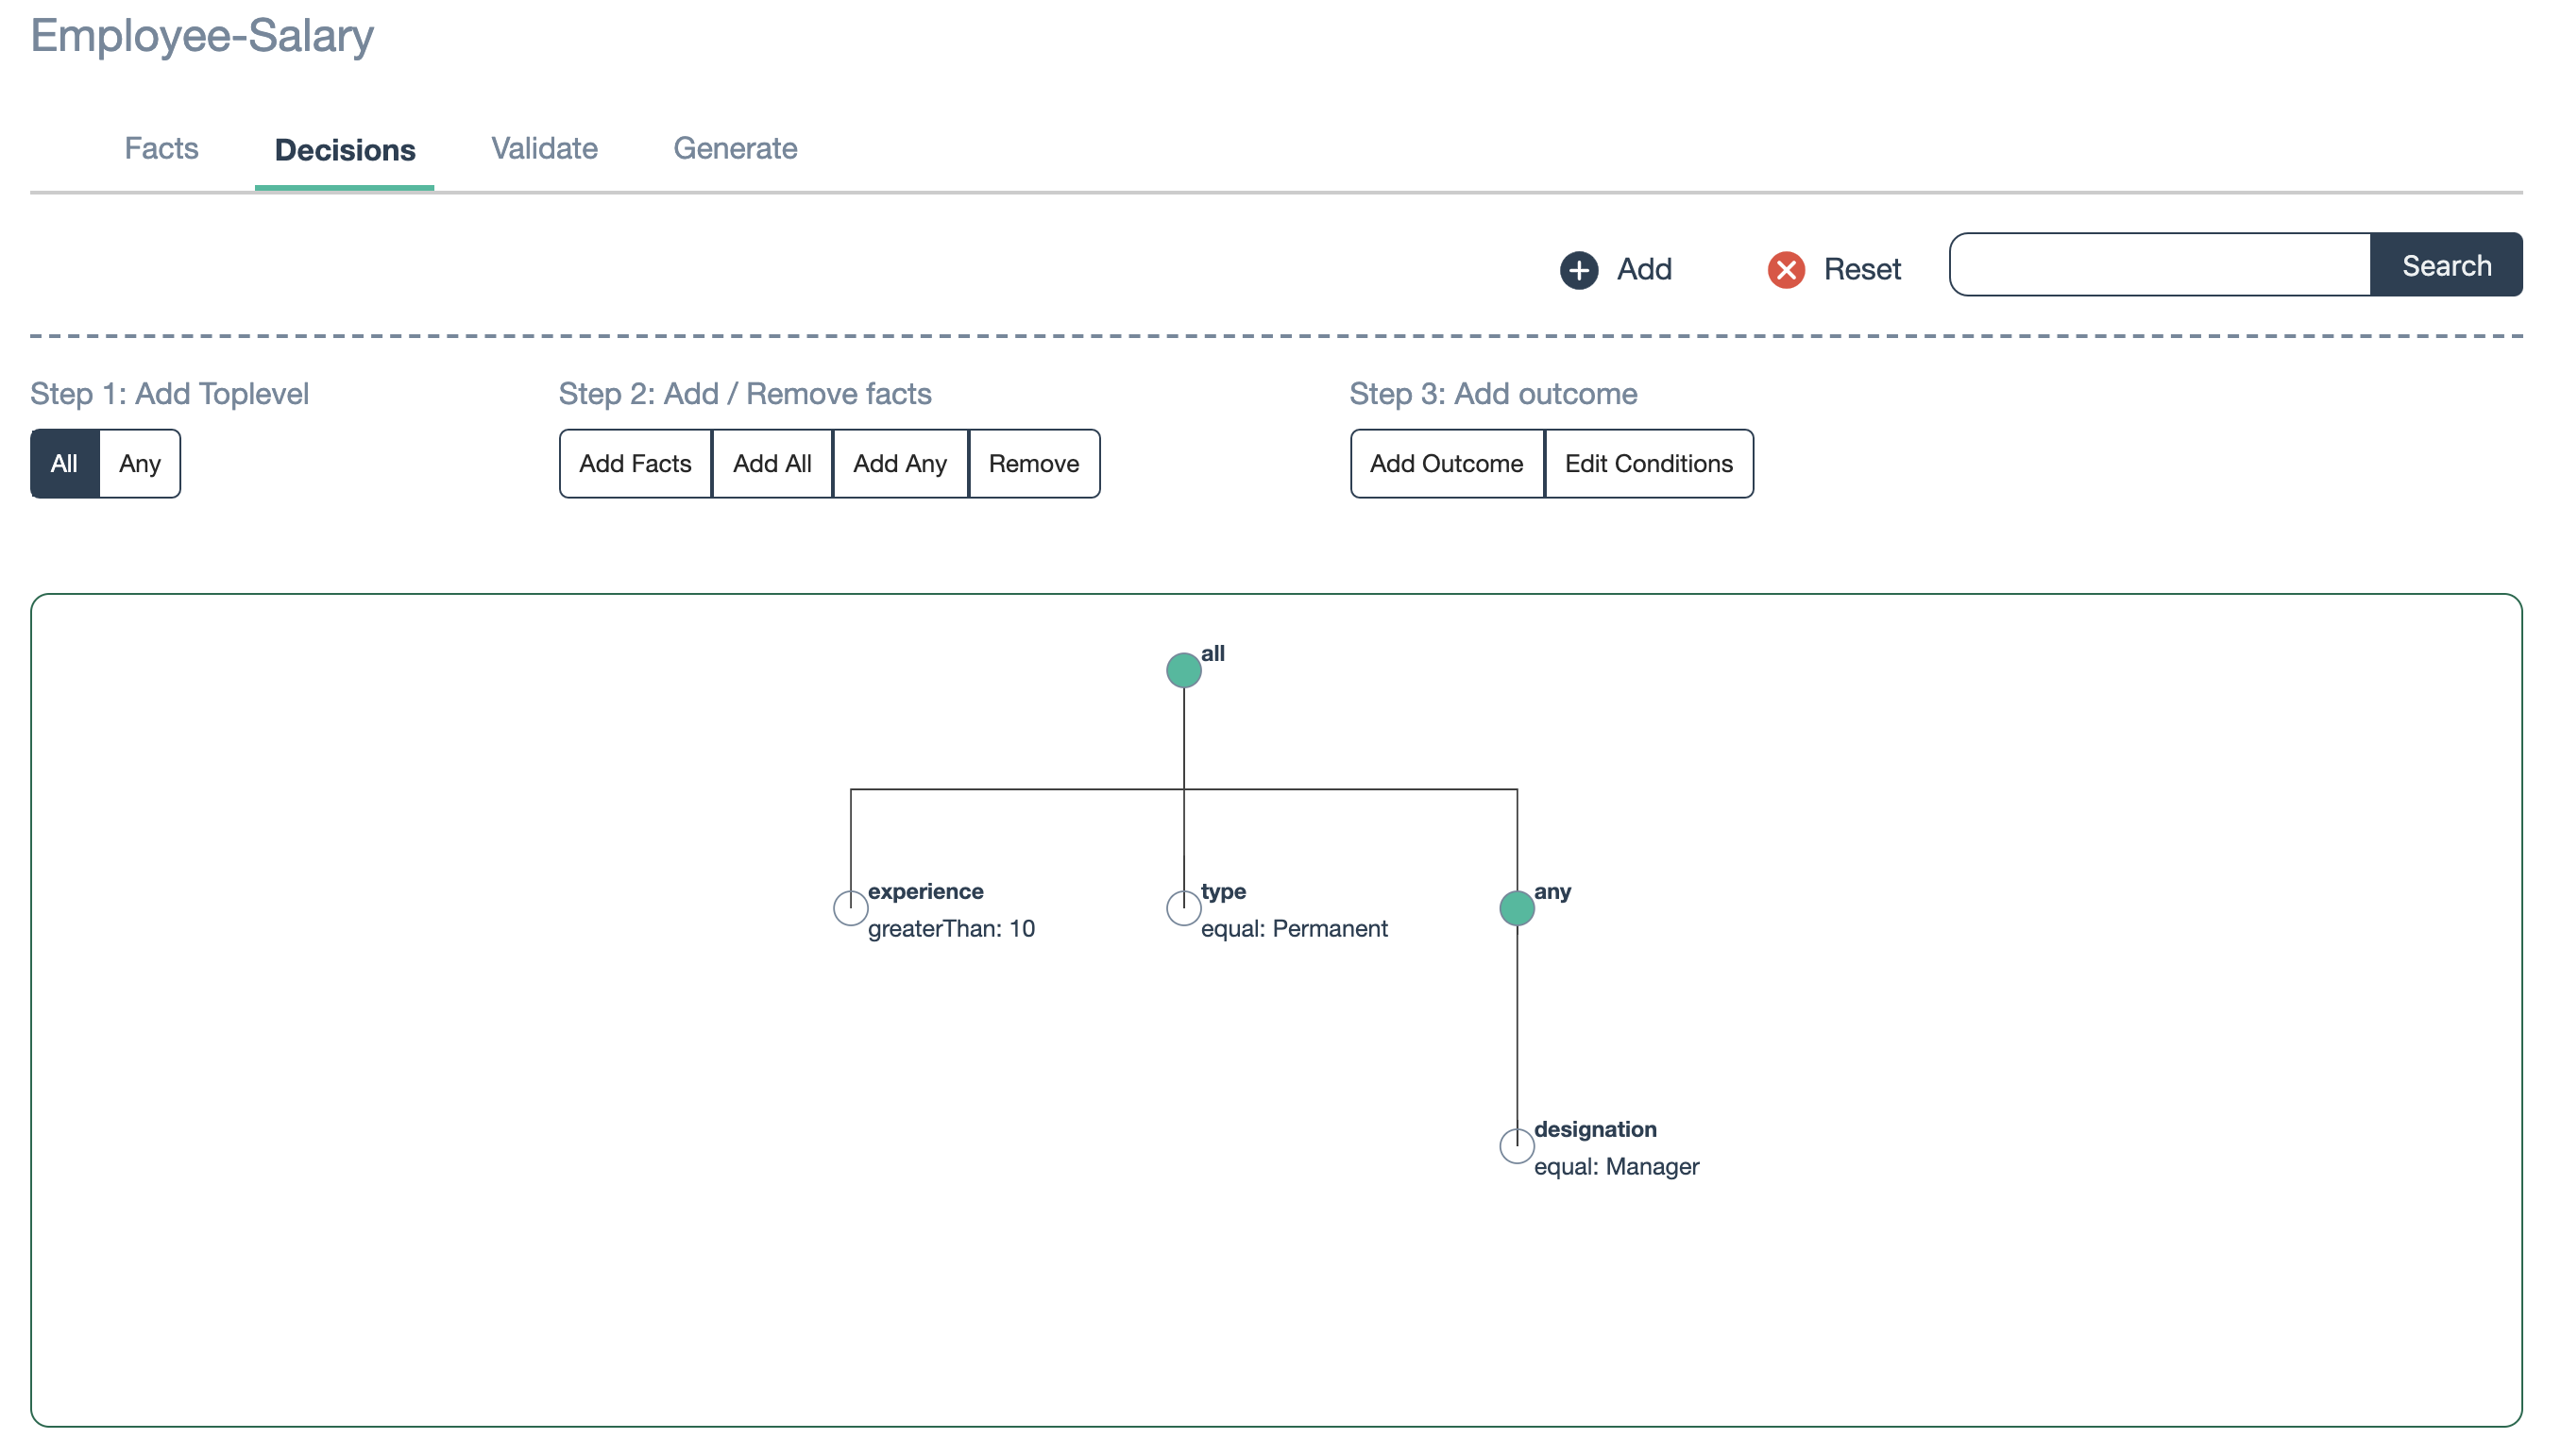 Employee-Salary
Facts Decisions Validate Generate
Add Reset Search
Step 1: Add Toplevel Step 2: Add / Remove facts Step 3: Add outcome
All Any Add Facts Add All Add Any Remove Add Outcome Edit Conditions
all
experience type any
greaterThan: 10 equal: Permanent
designation
equal: Manager